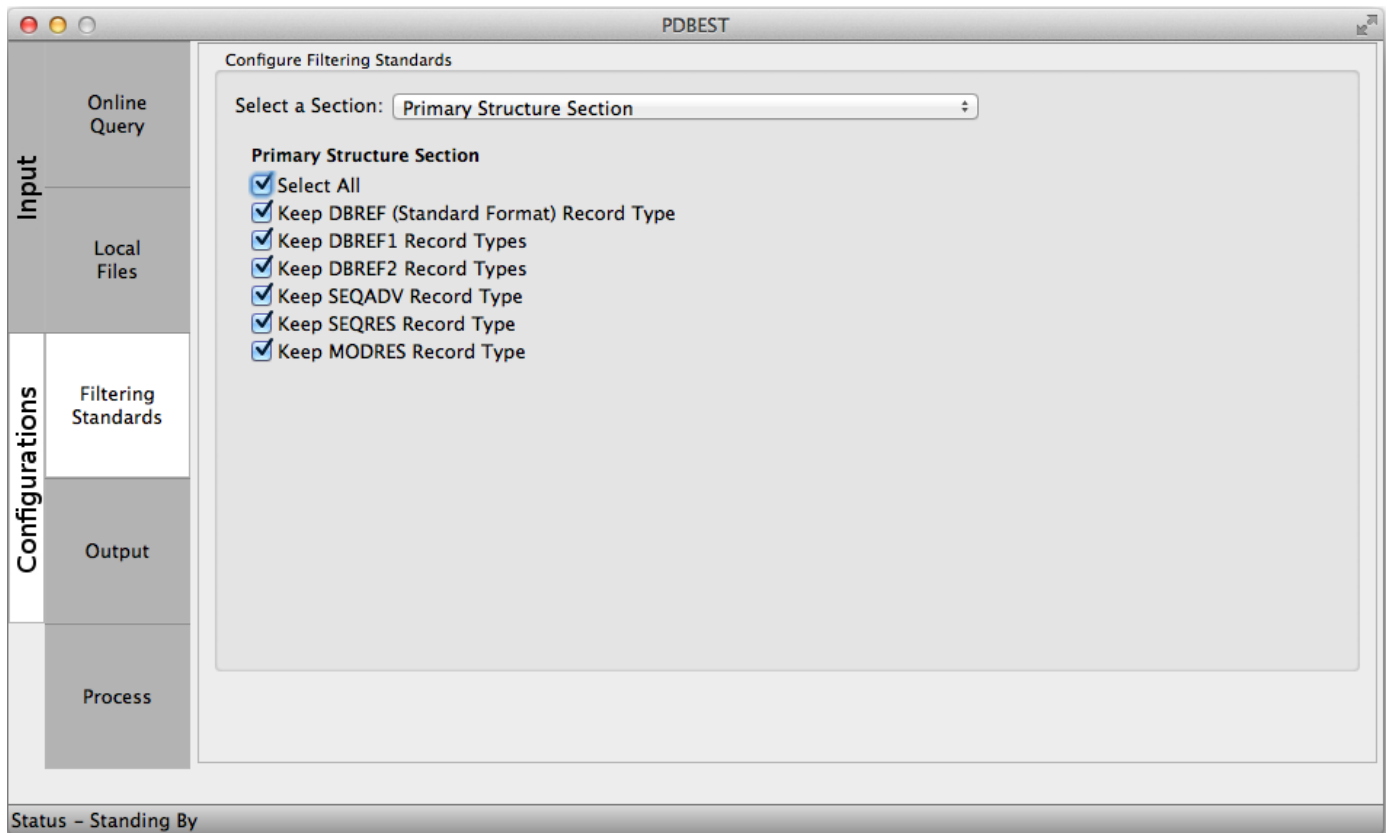 PDBEST
Input
Online
Query
Local
Files
Configurations
Filtering
Standards
Output
Process
Configure Filtering Standards
Select a Section: Primary Structure Section
Primary Structure Section
Select All
Keep DBREF (Standard Format) Record Type
Keep DBREF1 Record Types
Keep DBREF2 Record Types
Keep SEQADV Record Type
Keep SEQRES Record Type
Keep MODRES Record Type
Status – Standing By